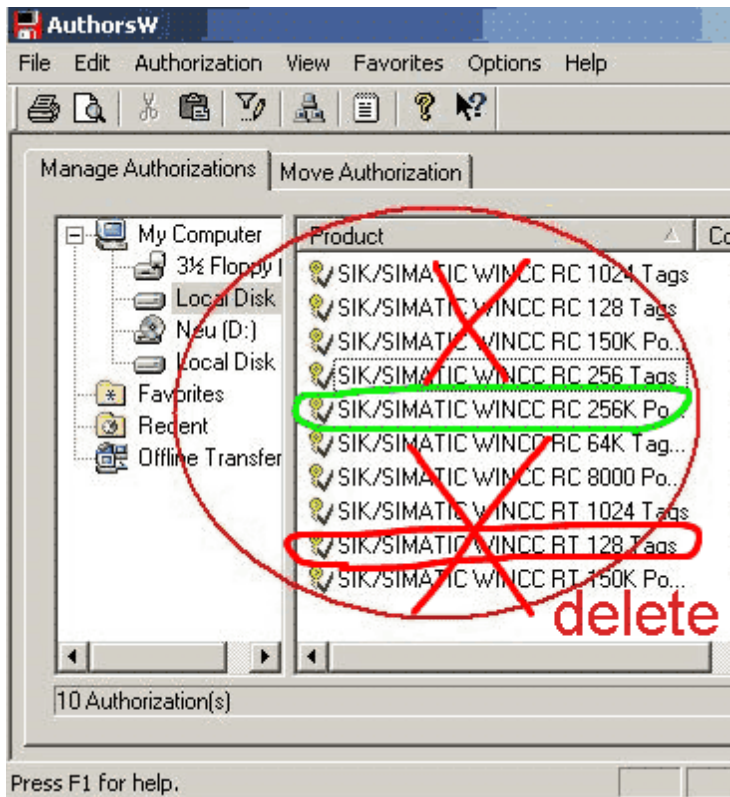 AuthorsW
File Edit Authorization View Favorites Options Help
Manage Authorizations Move Authorization
My Computer
3½ Floppy
Local Disk
Neu (D:)
Local Disk
Favorites
Recent
Offline Transfer
Product Co
SIK/SIMATIC WINCC RC 1024 Tags
SIK/SIMATIC WINCC RC 128 Tags
SIK/SIMATIC WINCC RC 150K Po...
SIK/SIMATIC WINCC RC 256 Tags
SIK/SIMATIC WINCC RC 256K Po...
SIK/SIMATIC WINCC RC 64K Tag...
SIK/SIMATIC WINCC RC 8000 Po...
SIK/SIMATIC WINCC RT 1024 Tags
SIK/SIMATIC WINCC RT 128 Tags
SIK/SIMATIC WINCC RT 150K Po...
delete
10 Authorization(s)
Press F1 for help.